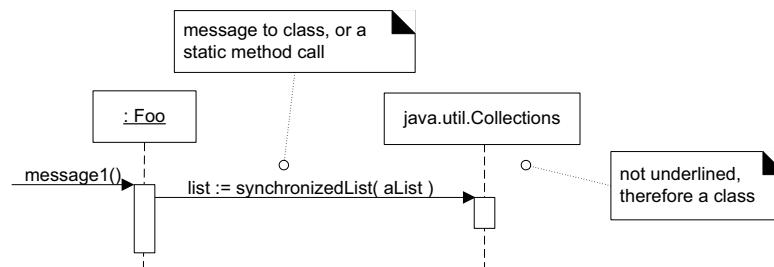 message to class, or a
static method call
: Foo
java.util.Collections
message1()
list := synchronizedList( aList )
not underlined,
therefore a class